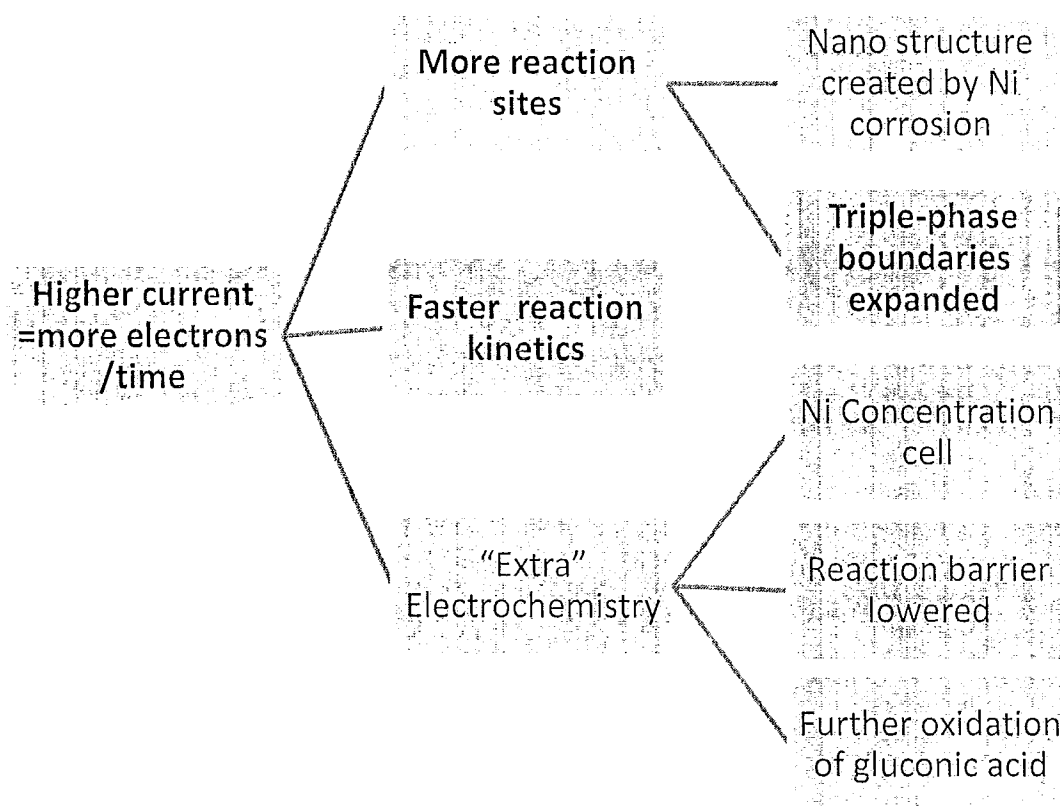 Higher current
=more electrons
/time
More reaction
sites
Faster reaction
kinetics
"Extra"
Electrochemistry
Nano structure
created by Ni
corrosion
Triple-phase
boundaries
expanded
Ni Concentration
cell
Reaction barrier
lowered
Further oxidation
of gluconic acid